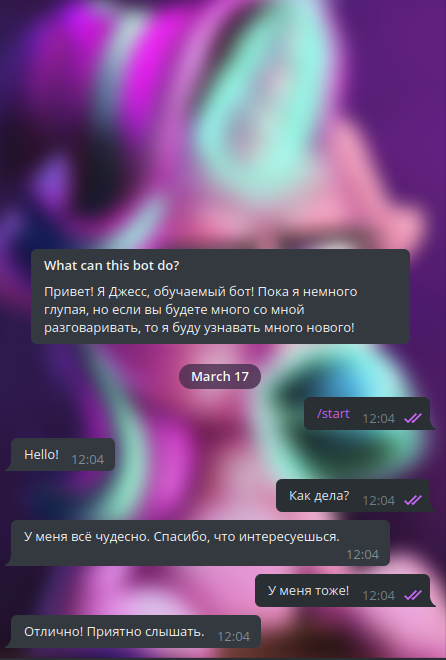 What can this bot do?
Привет! Я Джесс, обучаемый бот! Пока я немного
глупая, но если вы будете много со мной
разговаривать, то я буду узнавать много нового!
March 17
/start 12:04
Hello! 12:04
Как дела? 12:04
У меня всё чудесно. Спасибо, что интересуешься.
12:04
У меня тоже! 12:04
Отлично! Приятно слышать. 12:04